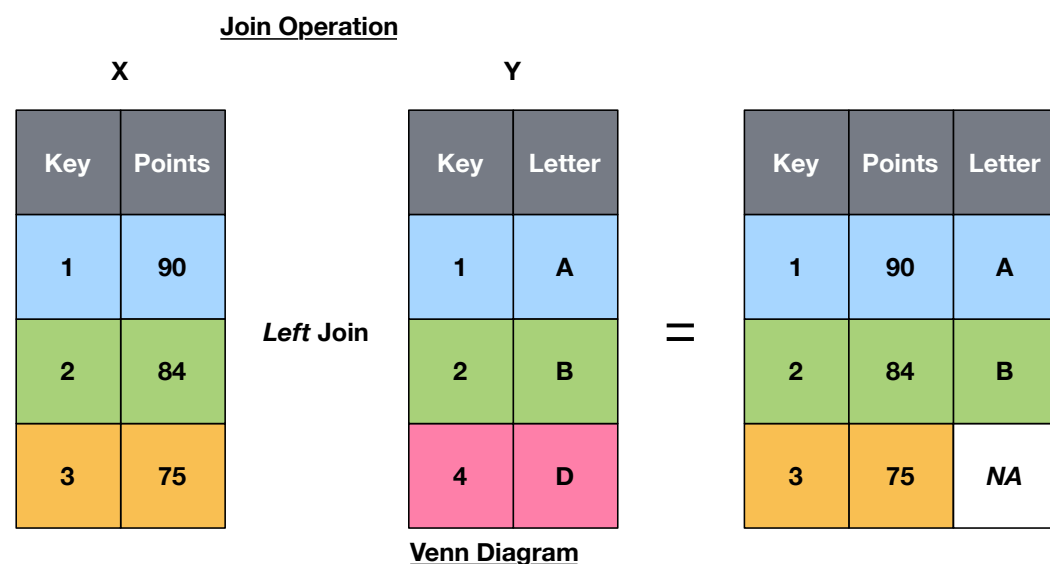 Join Operation
X Y
Key Points Key Letter Key Points Letter
1 90 1 A 1 90 A
Left Join =
2 84 2 B 2 84 B
3 75 4 D 3 75 NA
Venn Diagram